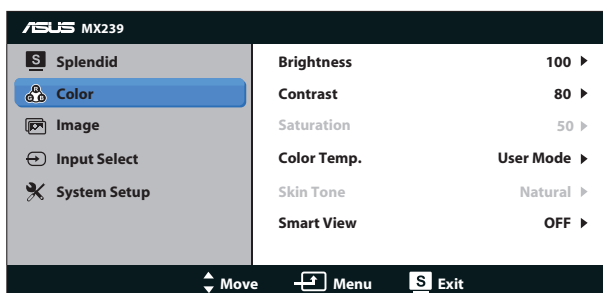 ASUS MX239
S Splendid
Color
Image
Input Select
System Setup
Brightness 100
Contrast 80
Saturation 50
Color Temp. User Mode
Skin Tone Natural
Smart View OFF
Move Menu S Exit